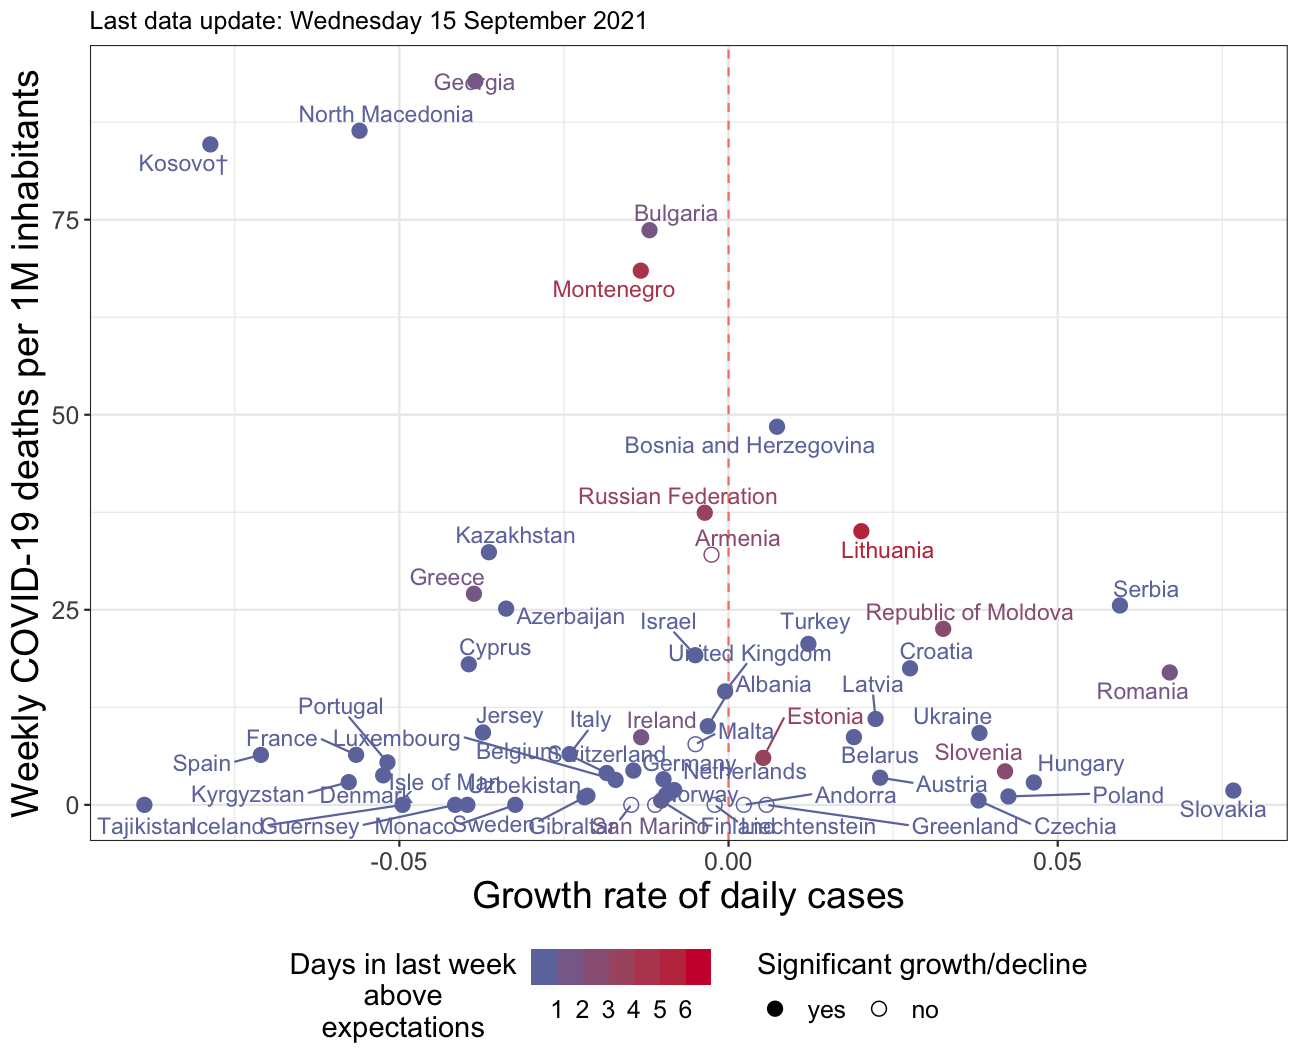 Last data update: Wednesday 15 September 2021
Weekly COVID-19 deaths per 1M inhabitants
Georgia
North Macedonia
Kosovo†
75
Bulgaria
Montenegro
50
Bosnia and Herzegovina
Russian Federation
Kazakhstan
Armenia
Lithuania
Greece
Serbia
25
Azerbaijan
Israel
Turkey
Republic of Moldova
Cyprus
United Kingdom
Croatia
Albania
Latvia
Romania
Portugal
Jersey
Italy
Ireland
Estonia
Ukraine
France
Luxembourg
Malta
Belgium
Switzerland
Belarus
Slovenia
Spain
Germany
Netherlands
Hungary
Kyrgyzstan
Denmark
Isle of Man
Uzbekistan
Norway
Andorra
Austria
Poland
0
Slovakia
Tajikistan
Iceland
Guernsey
Monaco
Sweden
Gibraltar
San Marino
Finland
Liechtenstein
Greenland
Czechia
-0.05
0.00
0.05
Growth rate of daily cases
Days in last week
above
expectations
1 2 3 4 5 6
Significant growth/decline
yes
no